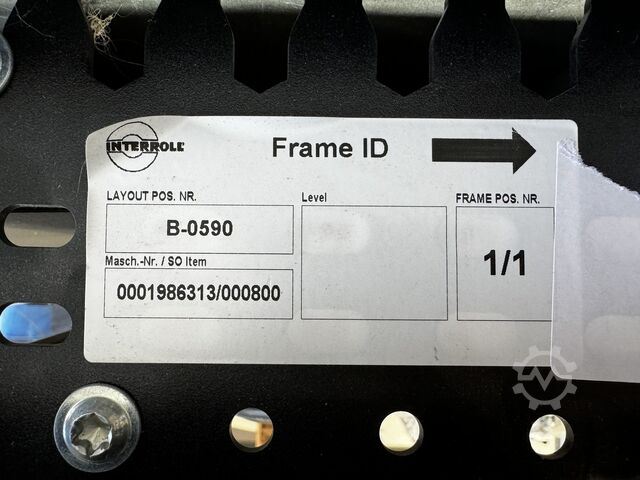 INTERROLL
Frame ID
LAYOUT POS. NR.
Level
FRAME POS. NR.
B-0590
1/1
Masch.-Nr. / SO Item
0001986313/000800